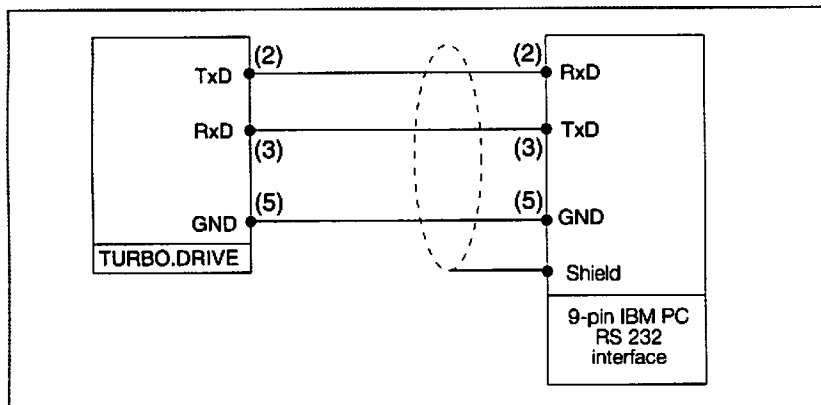 (2)
(2)
TxD
RxD
RxD
TxD
(3)
(3)
(5)
(5)
GND
GND
TURBO.DRIVE
Shield
9-pin IBM PC
RS 232
interface